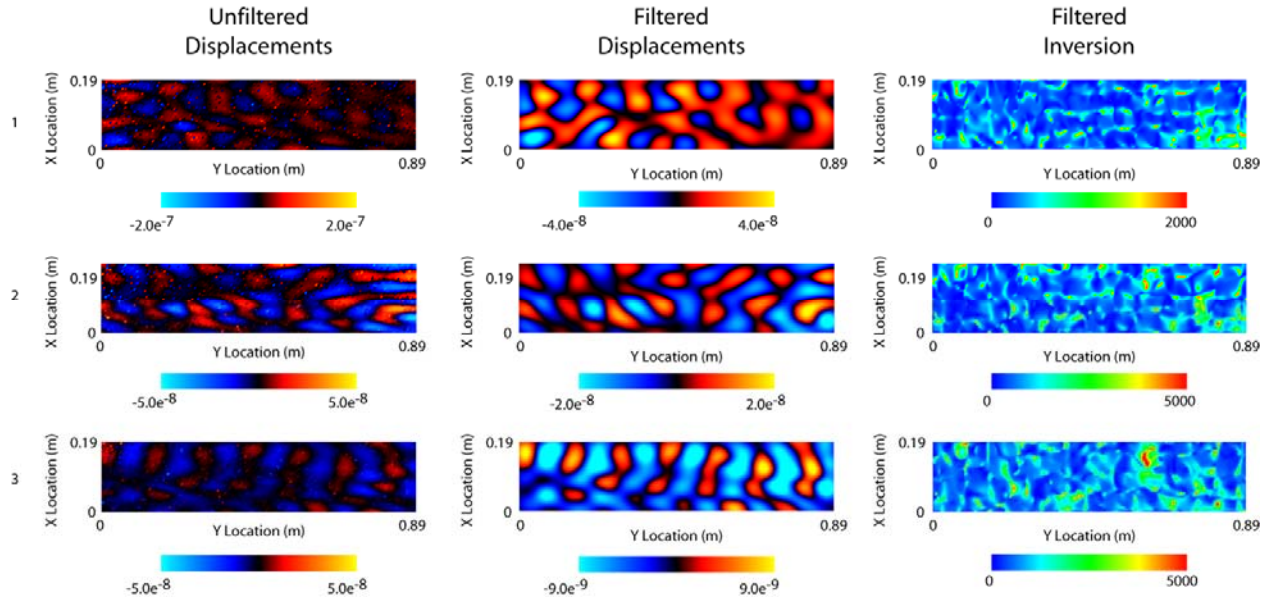 Unfiltered
Displacements
Filtered
Displacements
Filtered
Inversion
1
X Location (m)
0.19
0
0
Y Location (m)
0.89
-2.0e-7
2.0e-7
X Location (m)
0.19
0
0
Y Location (m)
0.89
-4.0e-8
4.0e-8
X Location (m)
0.19
0
0
Y Location (m)
0.89
0
2000
2
X Location (m)
0.19
0
0
Y Location (m)
0.89
-5.0e-8
5.0e-8
X Location (m)
0.19
0
0
Y Location (m)
0.89
-2.0e-8
2.0e-8
X Location (m)
0.19
0
0
Y Location (m)
0.89
0
5000
3
X Location (m)
0.19
0
0
Y Location (m)
0.89
-5.0e-8
5.0e-8
X Location (m)
0.19
0
0
Y Location (m)
0.89
-9.0e-9
9.0e-9
X Location (m)
0.19
0
0
Y Location (m)
0.89
0
5000